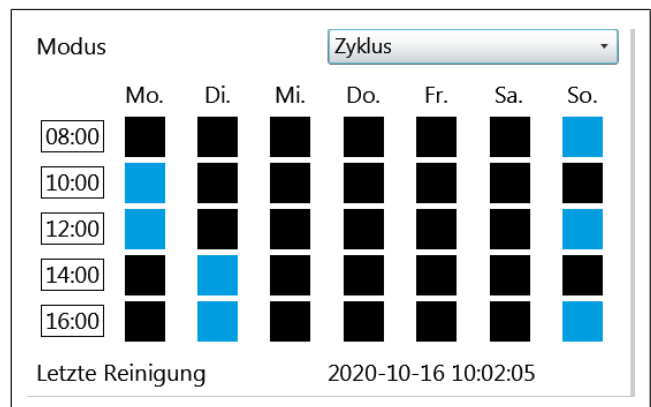 Modus Zyklus
Mo. Di. Mi. Do. Fr. Sa. So.
08:00
10:00
12:00
14:00
16:00
Letzte Reinigung 2020-10-16 10:02:05